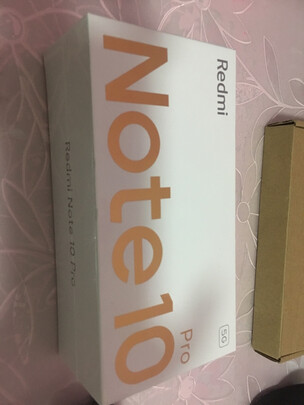 Redmi
Note 10
Pro
5G
Redmi Note 10 Pro